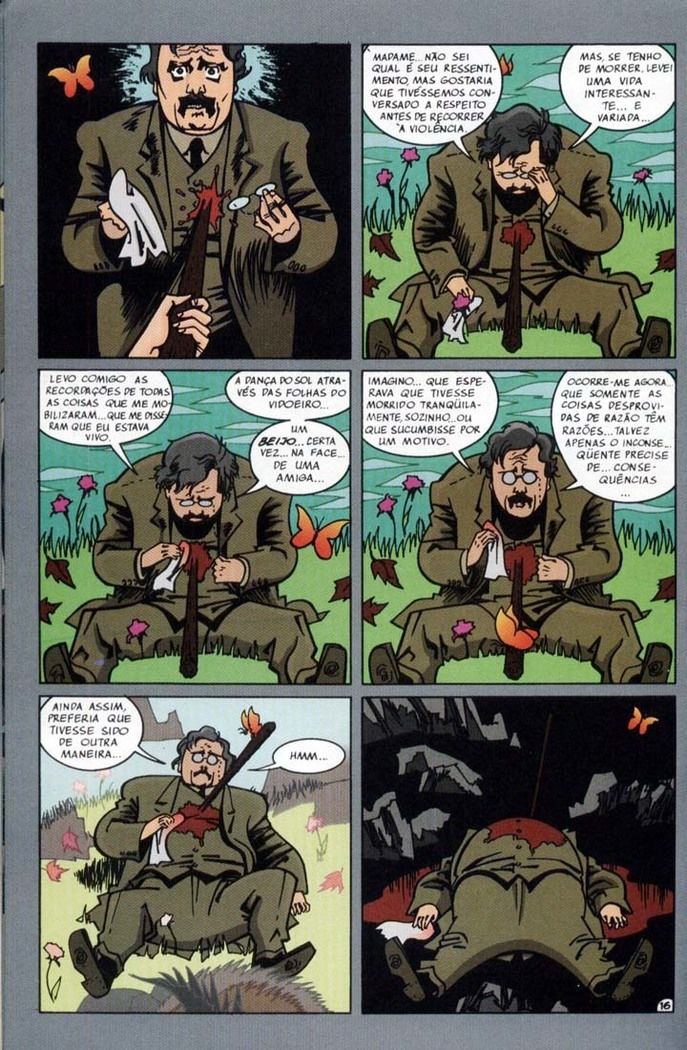 MADAME... NÃO SEI
QUAL É SEU RESSENTI-
MENTO, MAS GOSTARIA
QUE TIVÉSSEMOS CON-
VERSADO A RESPEITO
ANTES DE RECORRER
À VIOLÊNCIA.
MAS, SE TENHO
DE MORRER, LEVEI
UMA VIDA
INTERESSAN-
TE... E
VARIADA...
LEVO COMIGO AS
RECORDAÇÕES DE TODAS
AS COISAS QUE ME MO-
BILIZARAM... QUE ME DISSE-
RAM QUE EU ESTAVA
VIVO.
A DANÇA DO SOL ATRA-
VÉS DAS FOLHAS DO
VIDOEIRO...
UM
BEIJO... CERTA
VEZ... NA FACE...
DE UMA
AMIGA...
IMAGINO... QUE ESPE-
RAVA QUE TIVESSE
MORRIDO TRANQÜILA-
MENTE, SOZINHO... OU
QUE SUCUMBISSE POR
UM MOTIVO.
OCORRE-ME AGORA...
QUE SOMENTE AS
COISAS DESPROVI-
DAS DE RAZÃO TÊM
RAZÕES... TALVEZ
APENAS O INCONSE...
QÜENTE PRECISE
DE... CONSE-
QUÊNCIAS
...
AINDA ASSIM,
PREFERIA QUE
TIVESSE SIDO
DE OUTRA
MANEIRA...
HMM...
16